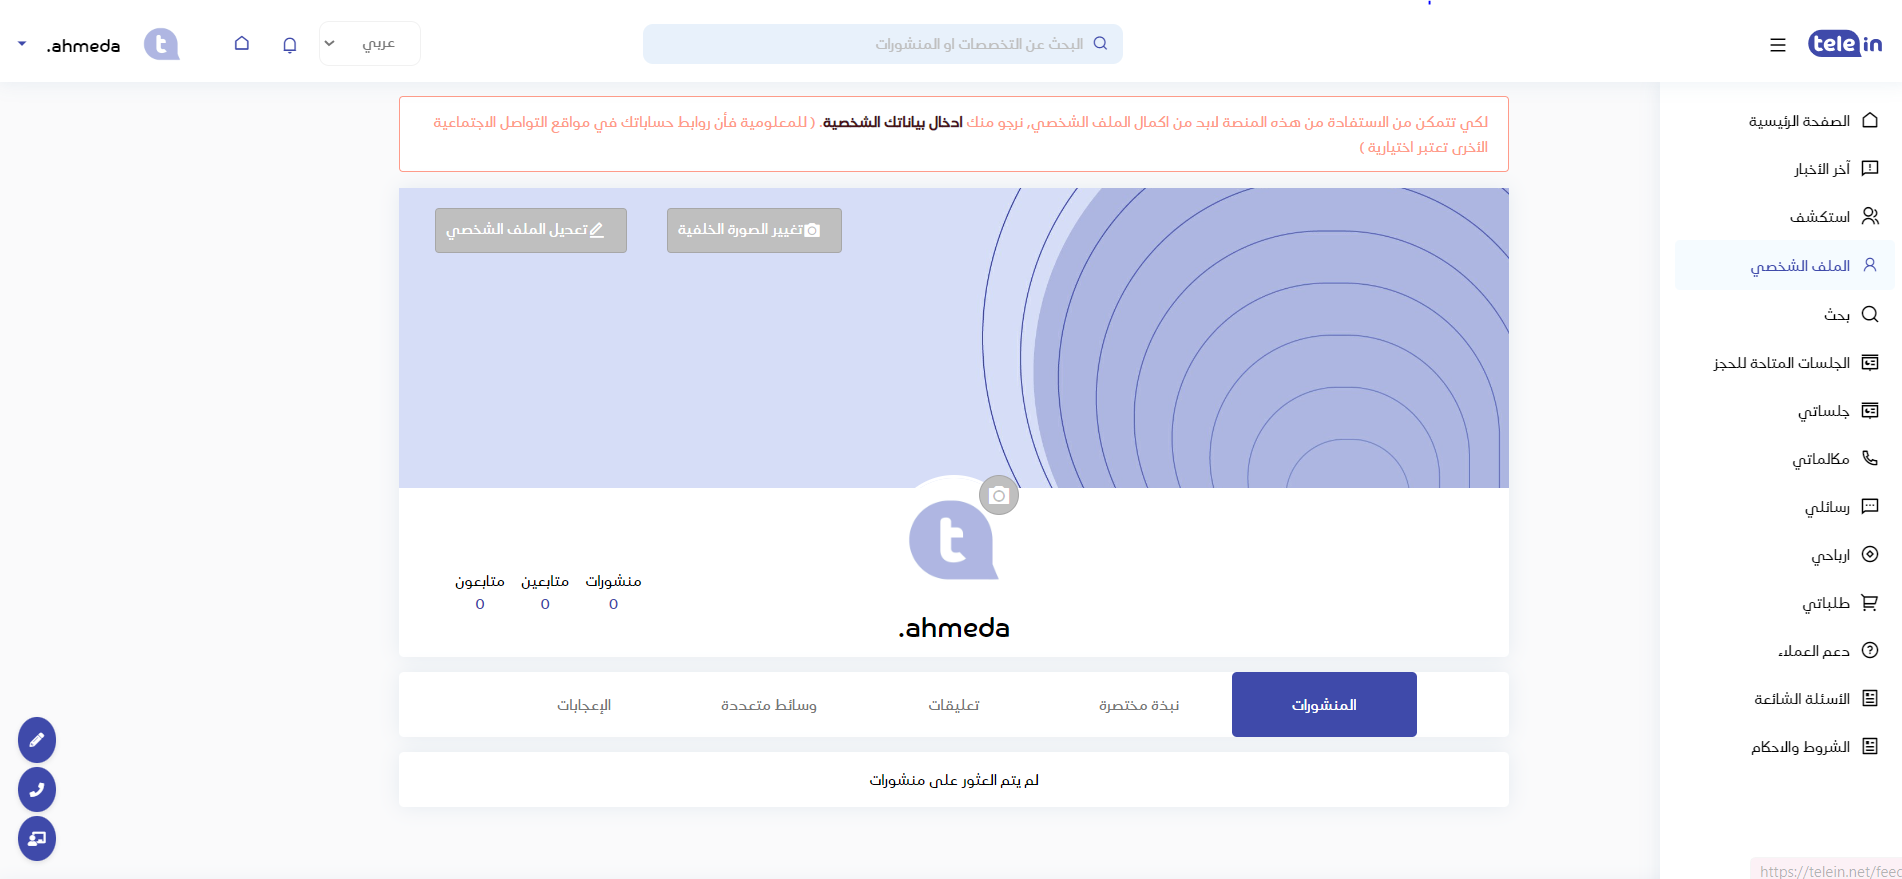 telein
البحث عن التخصصات او المنشورات
عربي
ahmeda.
الصفحة الرئيسية
آخر الأخبار
استكشف
الملف الشخصي
بحث
الجلسات المتاحة للحجز
جلساتي
مكالماتي
رسائلي
ارباحي
طلباتي
دعم العملاء
الأسئلة الشائعة
الشروط والاحكام
لكي تتمكن من الاستفادة من هذه المنصة لابد من اكمال الملف الشخصي, نرجو منك ادخال بياناتك الشخصية. ( للمعلومية فأن روابط حساباتك في مواقع التواصل الاجتماعية
الأخرى تعتبر اختيارية )
تغيير الصورة الخلفية
تعديل الملف الشخصي
منشورات متابعين متابعون
0 0 0
ahmeda.
المنشورات
نبذة مختصرة
تعليقات
وسائط متعددة
الإعجابات
لم يتم العثور على منشورات
https://telein.net/feed